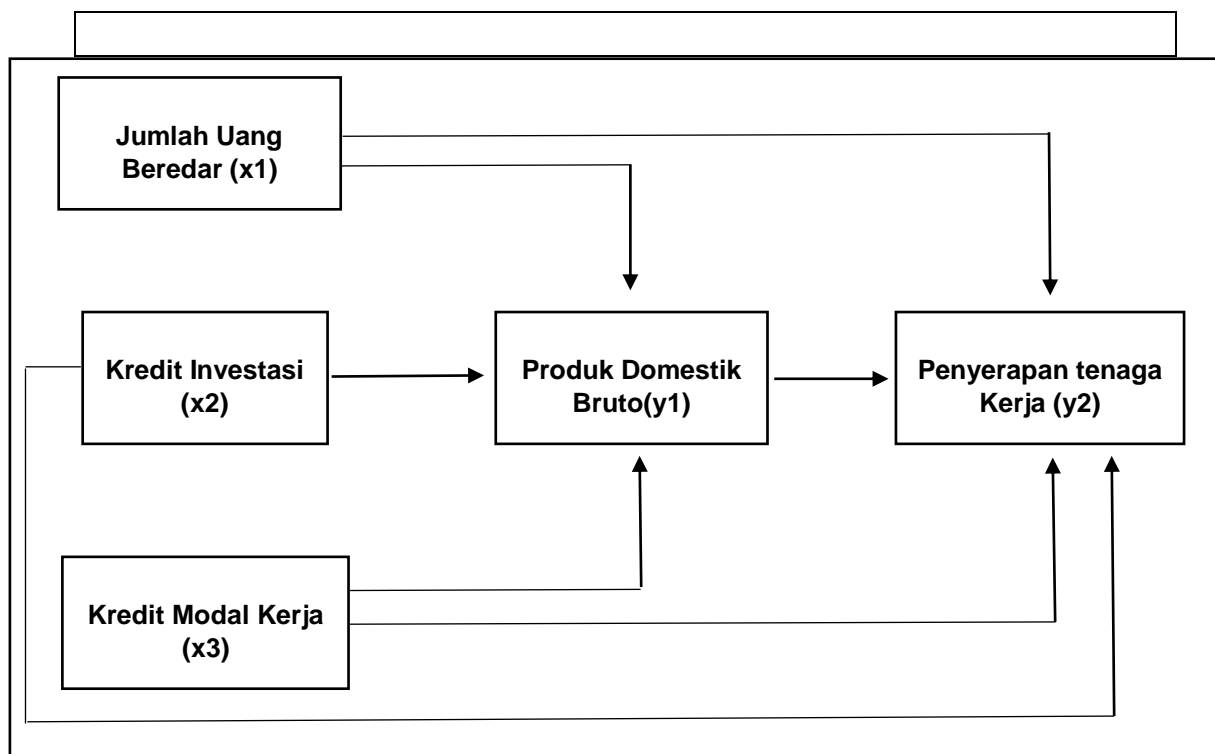 Jumlah Uang
Beredar (x1)
Kredit Investasi
(x2)
Produk Domestik
Bruto(y1)
Penyerapan tenaga
Kerja (y2)
Kredit Modal Kerja
(x3)